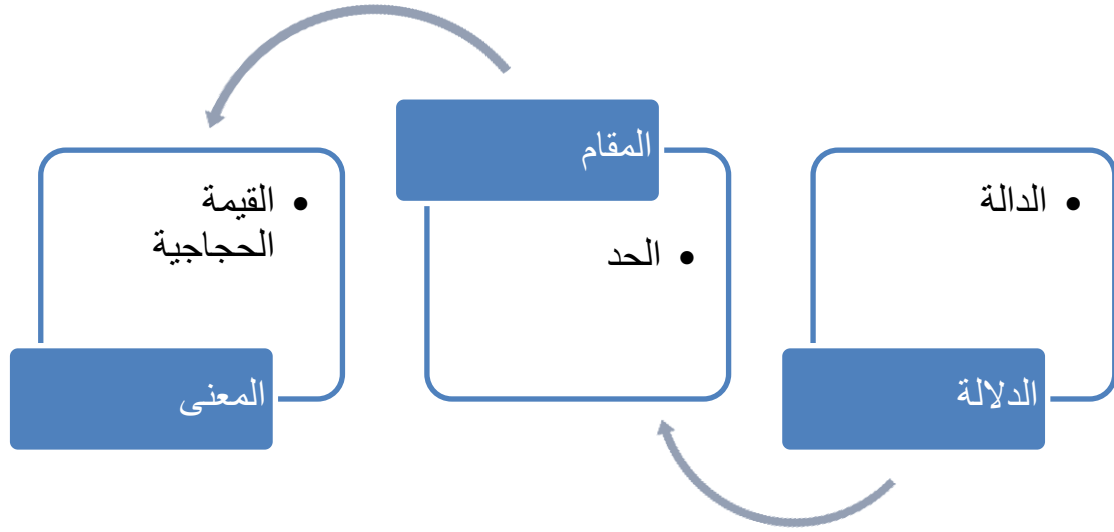 • الدالة
الدلالة
المقام
• الحد
• القيمة
الحجاجية
المعنى